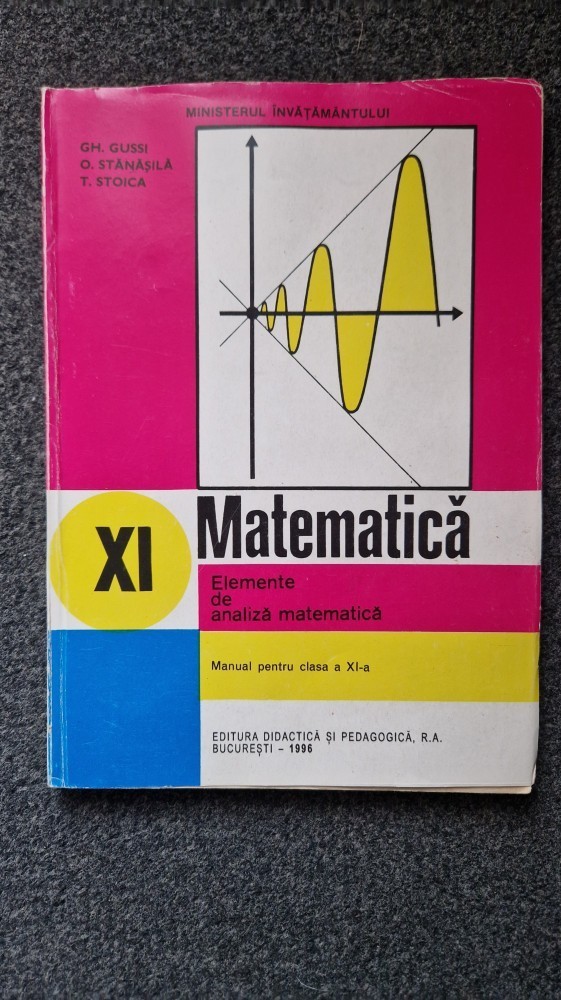 MINISTERUL ÎNVĂȚĂMÂNTULUI
GH. GUSSI
O. STĂNĂȘILĂ
T. STOICA
XI
Matematică
Elemente
de
analiză matematică
Manual pentru clasa a XI-a
EDITURA DIDACTICĂ ȘI PEDAGOGICĂ, R.A.
BUCUREȘTI – 1996